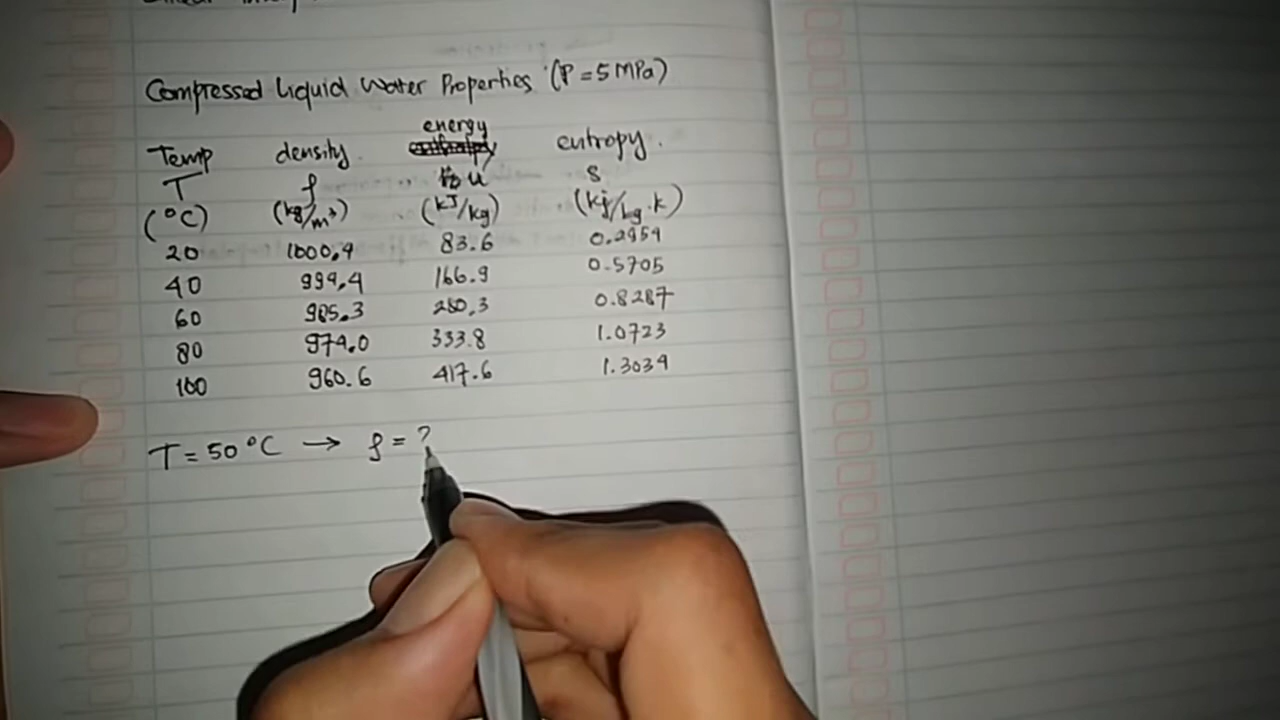 Compressed Liquid Water Properties (P = 5 MPa)
Temp density energy entropy.
T ρ u s
(°C) (kg/m³) (kJ/kg) (kj/kg.k)
20 1000.4 83.6 0.2954
40 994.4 166.9 0.5705
60 985.3 250.3 0.8287
80 974.0 333.8 1.0723
100 960.6 417.6 1.3034
T = 50 °C → ρ = ?